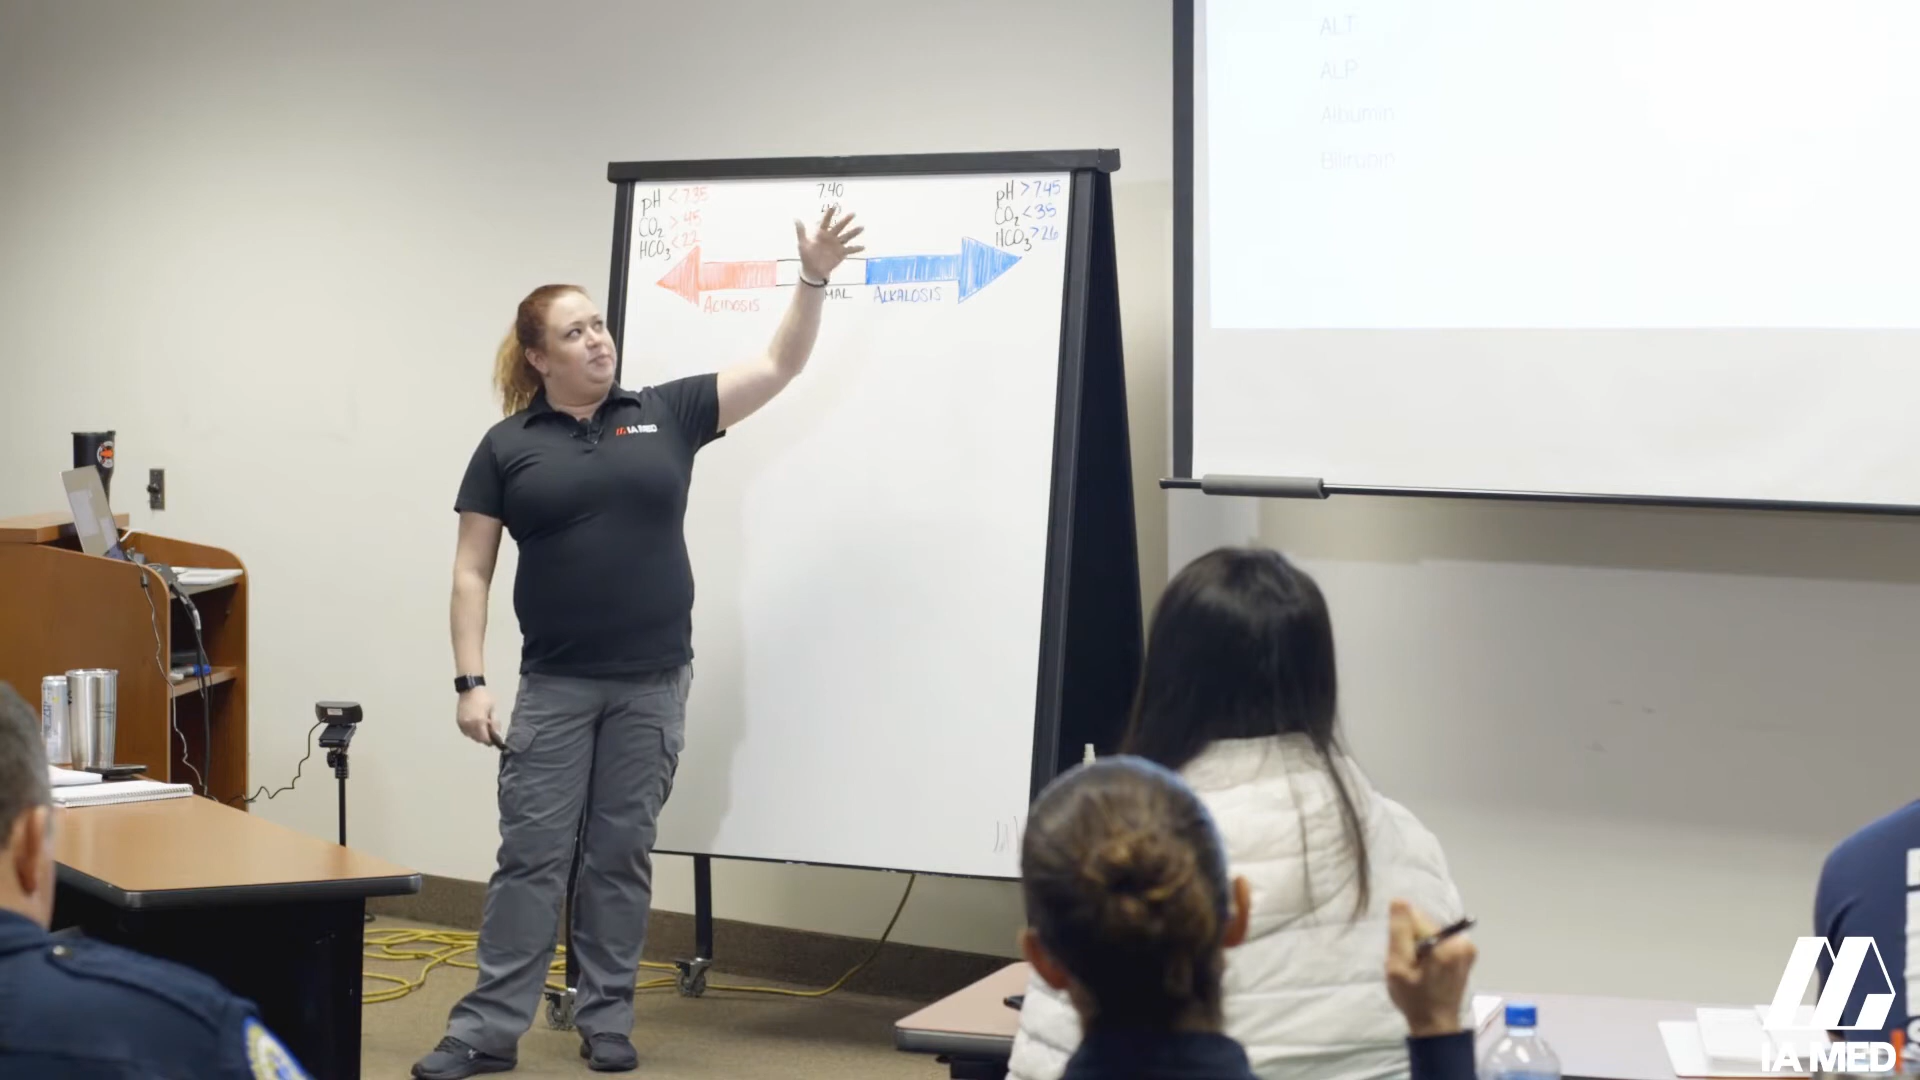 pH < 7.35
CO₂ > 45
HCO₃ < 22
7.40
40
pH > 7.45
CO₂ < 35
HCO₃ > 26
ACIDOSIS
MAL
ALKALOSIS
ALT
ALP
Albumin
Bilirubin
IA MED
IA MED